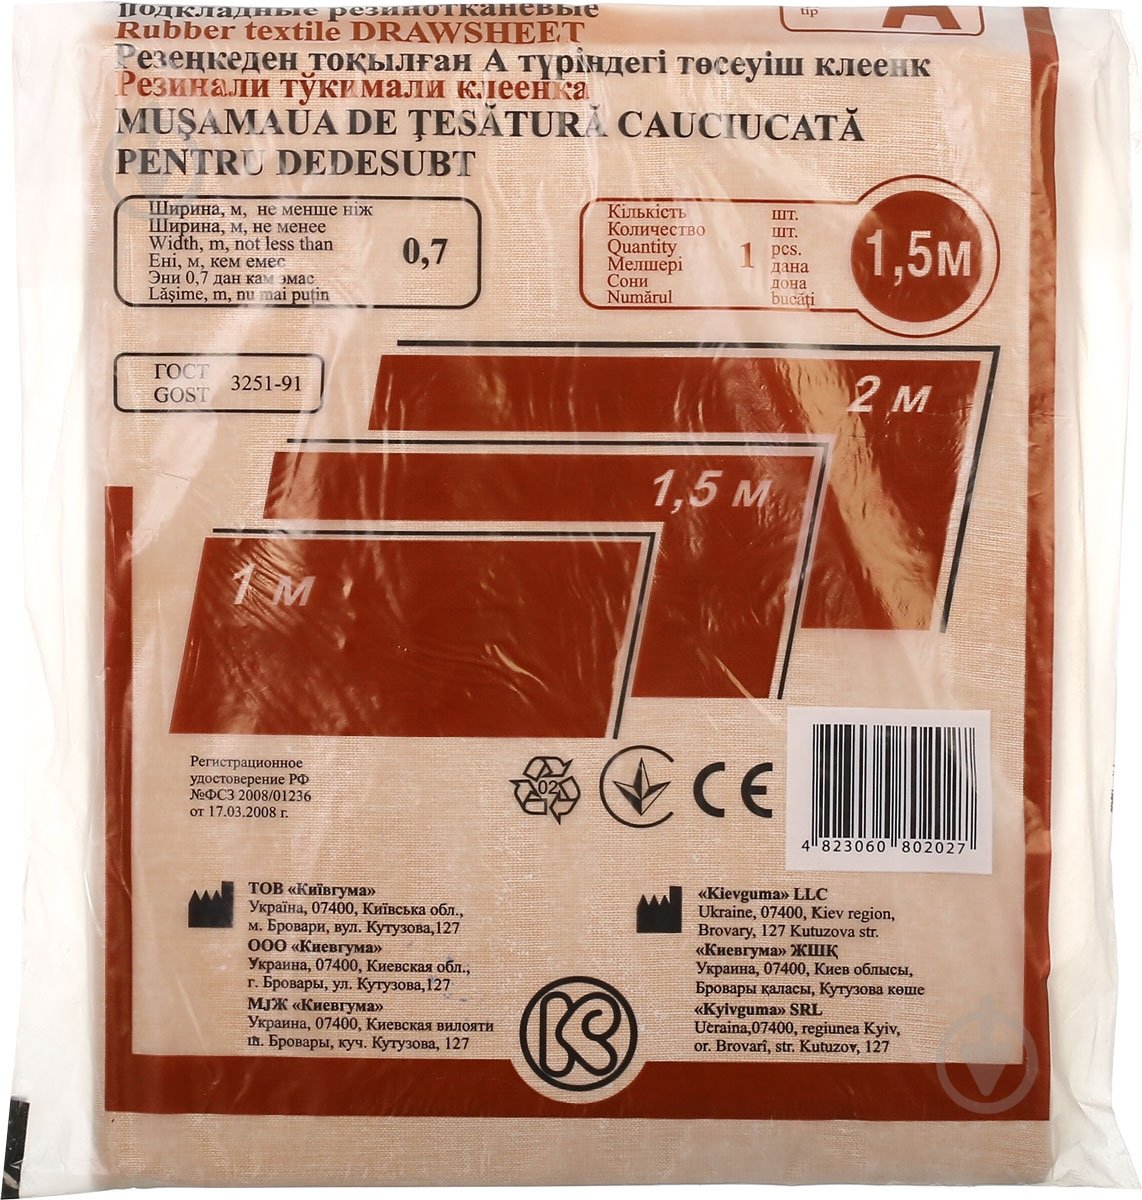 подкладные резинотканевые
Rubber textile DRAWSHEET
Резеңкеден тоқылған А түріндегі төсеуіш клеенк
Резинали тўкимали клеенка
MUŞAMAUA DE ŢESĂTURĂ CAUCIUCATĂ
PENTRU DEDESUBT
tip
A
Ширина, м, не менше ніж
Ширина, м, не менее
Width, m, not less than
Ені, м, кем емес
Эни 0,7 дан кам эмас
Lăşime, m, nu mai puţin
0,7
Кількість шт.
Количество шт.
Quantity 1 pcs.
Мөлшері дана
Сони дона
Numărul bucăţi
1,5м
ГОСТ
GOST
3251-91
2 м
1,5 м
1 м
Регистрационное
удостоверение РФ
№ФСЗ 2008/01236
от 17.03.2008 г.
02
CE
4 823060 802027
ТОВ «Київгума»
Україна, 07400, Київська обл.,
м. Бровари, вул. Кутузова,127
ООО «Киевгума»
Украина, 07400, Киевская обл.,
г. Бровары, ул. Кутузова,127
МЈЖ «Киевгума»
Украина, 07400, Киевская вилояти
ш. Бровары, куч. Кутузова, 127
«Kievguma» LLC
Ukraine, 07400, Kiev region,
Brovary, 127 Kutuzova str.
«Киевгума» ЖШҚ
Украина, 07400, Киев облысы,
Бровары қаласы, Кутузова көше
«Kyivguma» SRL
Ucraina,07400, regiunea Kyiv,
or. Brovarî, str. Kutuzov, 127